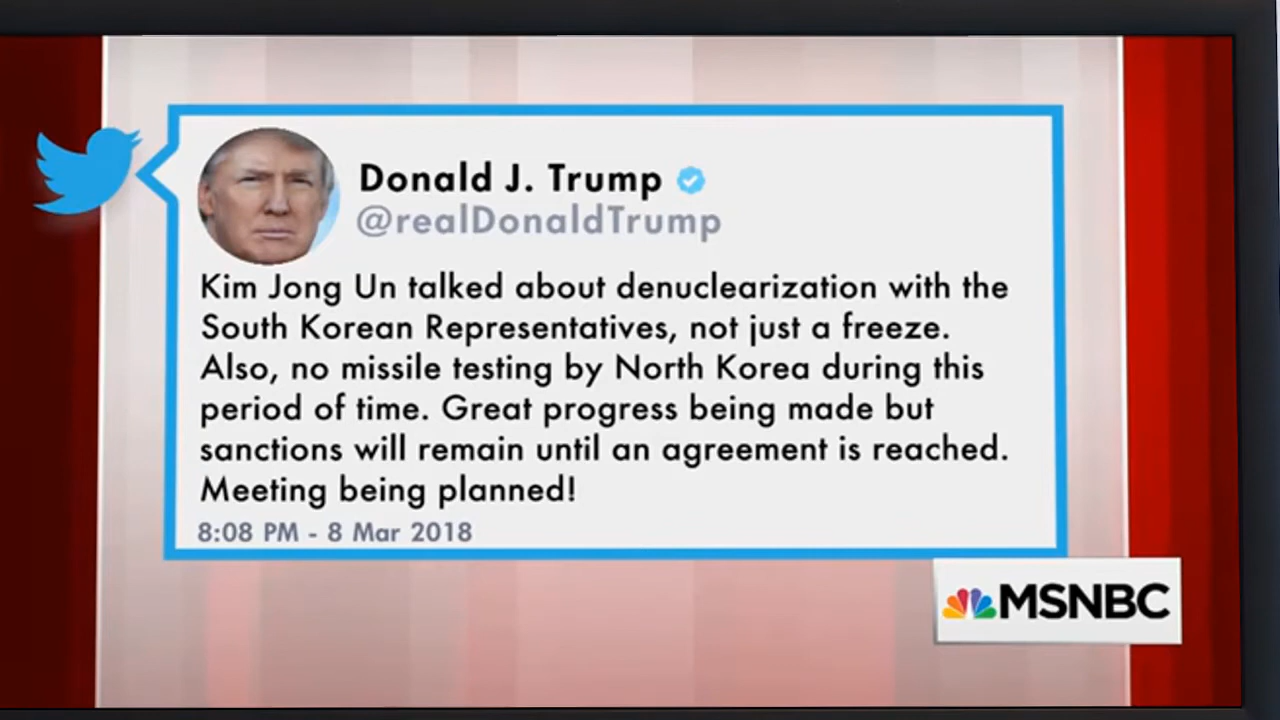 Donald J. Trump
@realDonaldTrump
Kim Jong Un talked about denuclearization with the
South Korean Representatives, not just a freeze.
Also, no missile testing by North Korea during this
period of time. Great progress being made but
sanctions will remain until an agreement is reached.
Meeting being planned!
8:08 PM - 8 Mar 2018
MSNBC